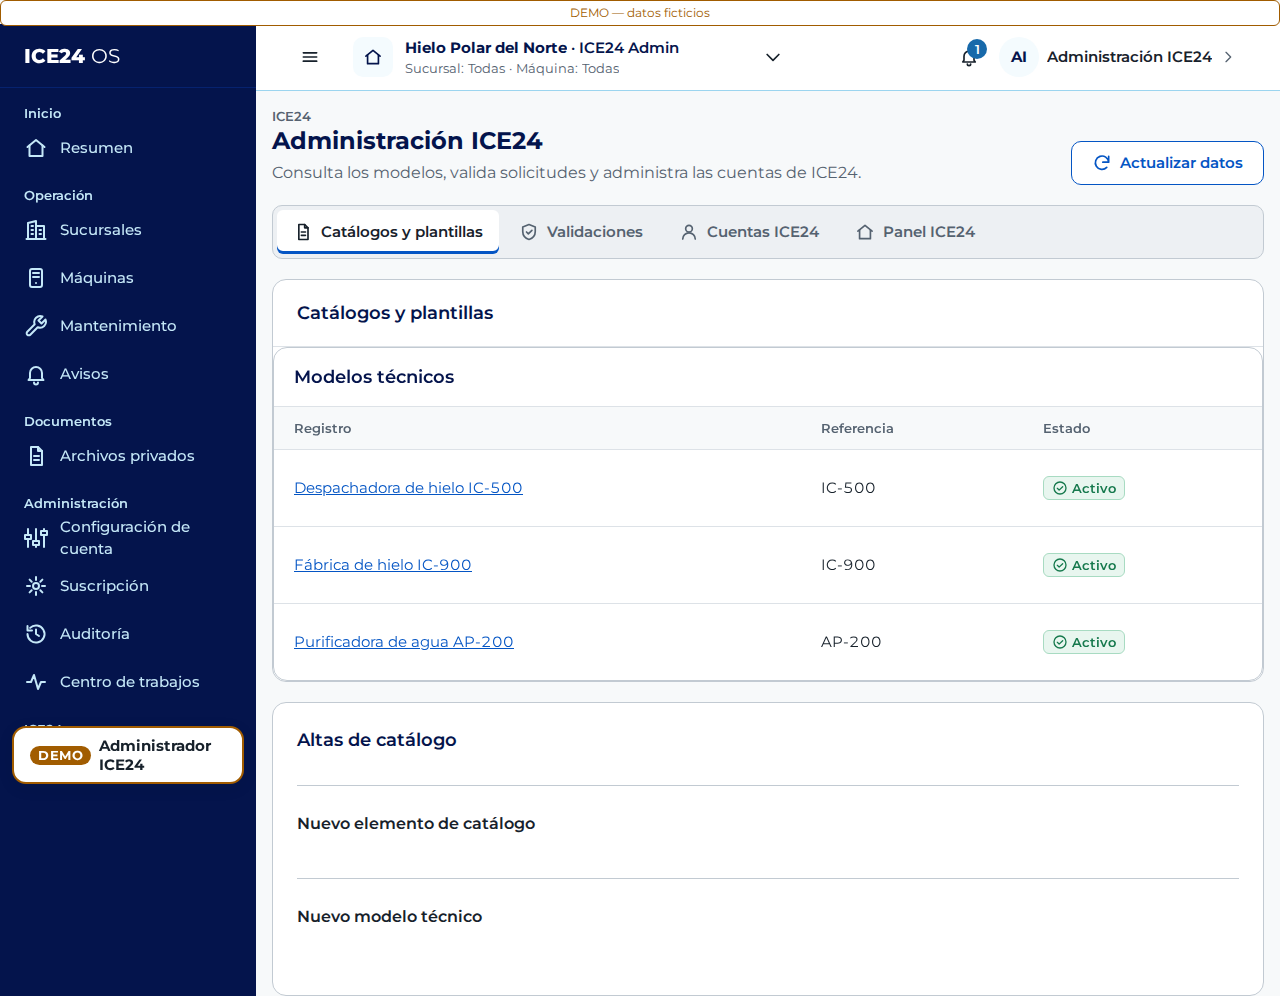 DEMO — datos ficticios
ICE24 OS
Inicio
Resumen
Operación
Sucursales
Máquinas
Mantenimiento
Avisos
Documentos
Archivos privados
Administración
Configuración de
cuenta
Suscripción
Auditoría
Centro de trabajos
DEMO Administrador
ICE24
Hielo Polar del Norte · ICE24 Admin
Sucursal: Todas · Máquina: Todas
1
AI Administración ICE24
ICE24
Administración ICE24
Consulta los modelos, valida solicitudes y administra las cuentas de ICE24.
Actualizar datos
Catálogos y plantillas Validaciones Cuentas ICE24 Panel ICE24
Catálogos y plantillas
Modelos técnicos
Registro Referencia Estado
Despachadora de hielo IC-500 IC-500 Activo
Fábrica de hielo IC-900 IC-900 Activo
Purificadora de agua AP-200 AP-200 Activo
Altas de catálogo
Nuevo elemento de catálogo
Nuevo modelo técnico